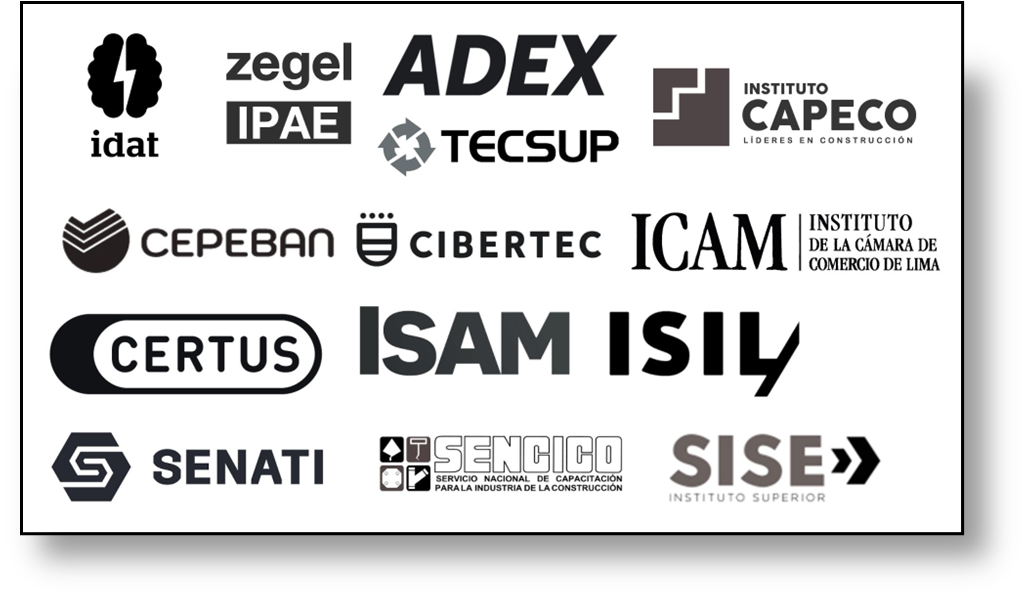 idat
zegel
IPAE
ADEX
TECSUP
INSTITUTO
CAPECO
LÍDERES EN CONSTRUCCIÓN
CEPEBAN
CIBERTEC
ICAM
INSTITUTO
DE LA CÁMARA DE
COMERCIO DE LIMA
CERTUS
ISAM
ISIL
SENATI
SENCICO
SERVICIO NACIONAL DE CAPACITACIÓN
PARA LA INDUSTRIA DE LA CONSTRUCCIÓN
SISE
INSTITUTO SUPERIOR